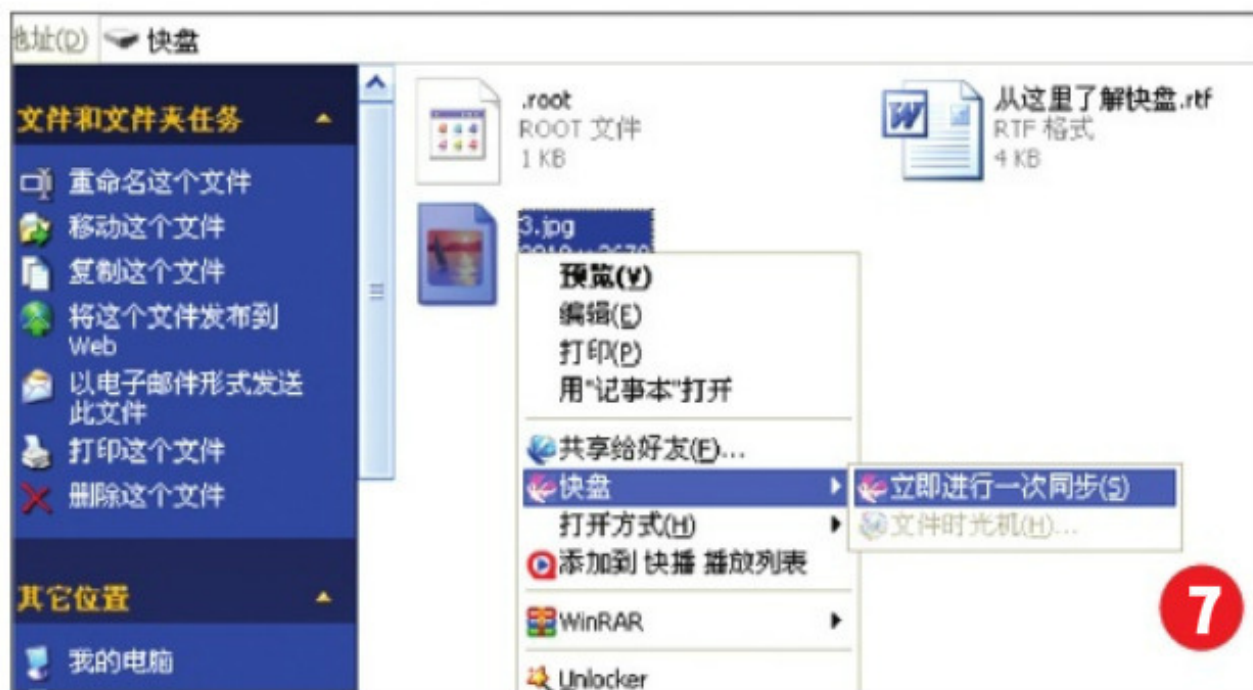 地址(D) 快盘
文件和文件夹任务
重命名这个文件
移动这个文件
复制这个文件
将这个文件发布到
Web
以电子邮件形式发送
此文件
打印这个文件
删除这个文件
其它位置
我的电脑
.root
ROOT 文件
1 KB
从这里了解快盘.rtf
RTF 格式
4 KB
3.jpg
预览(V)
编辑(E)
打印(P)
用"记事本"打开
共享给好友(F)...
快盘
立即进行一次同步(S)
文件时光机(H)...
打开方式(H)
添加到 快播 播放列表
WinRAR
Unlocker
7